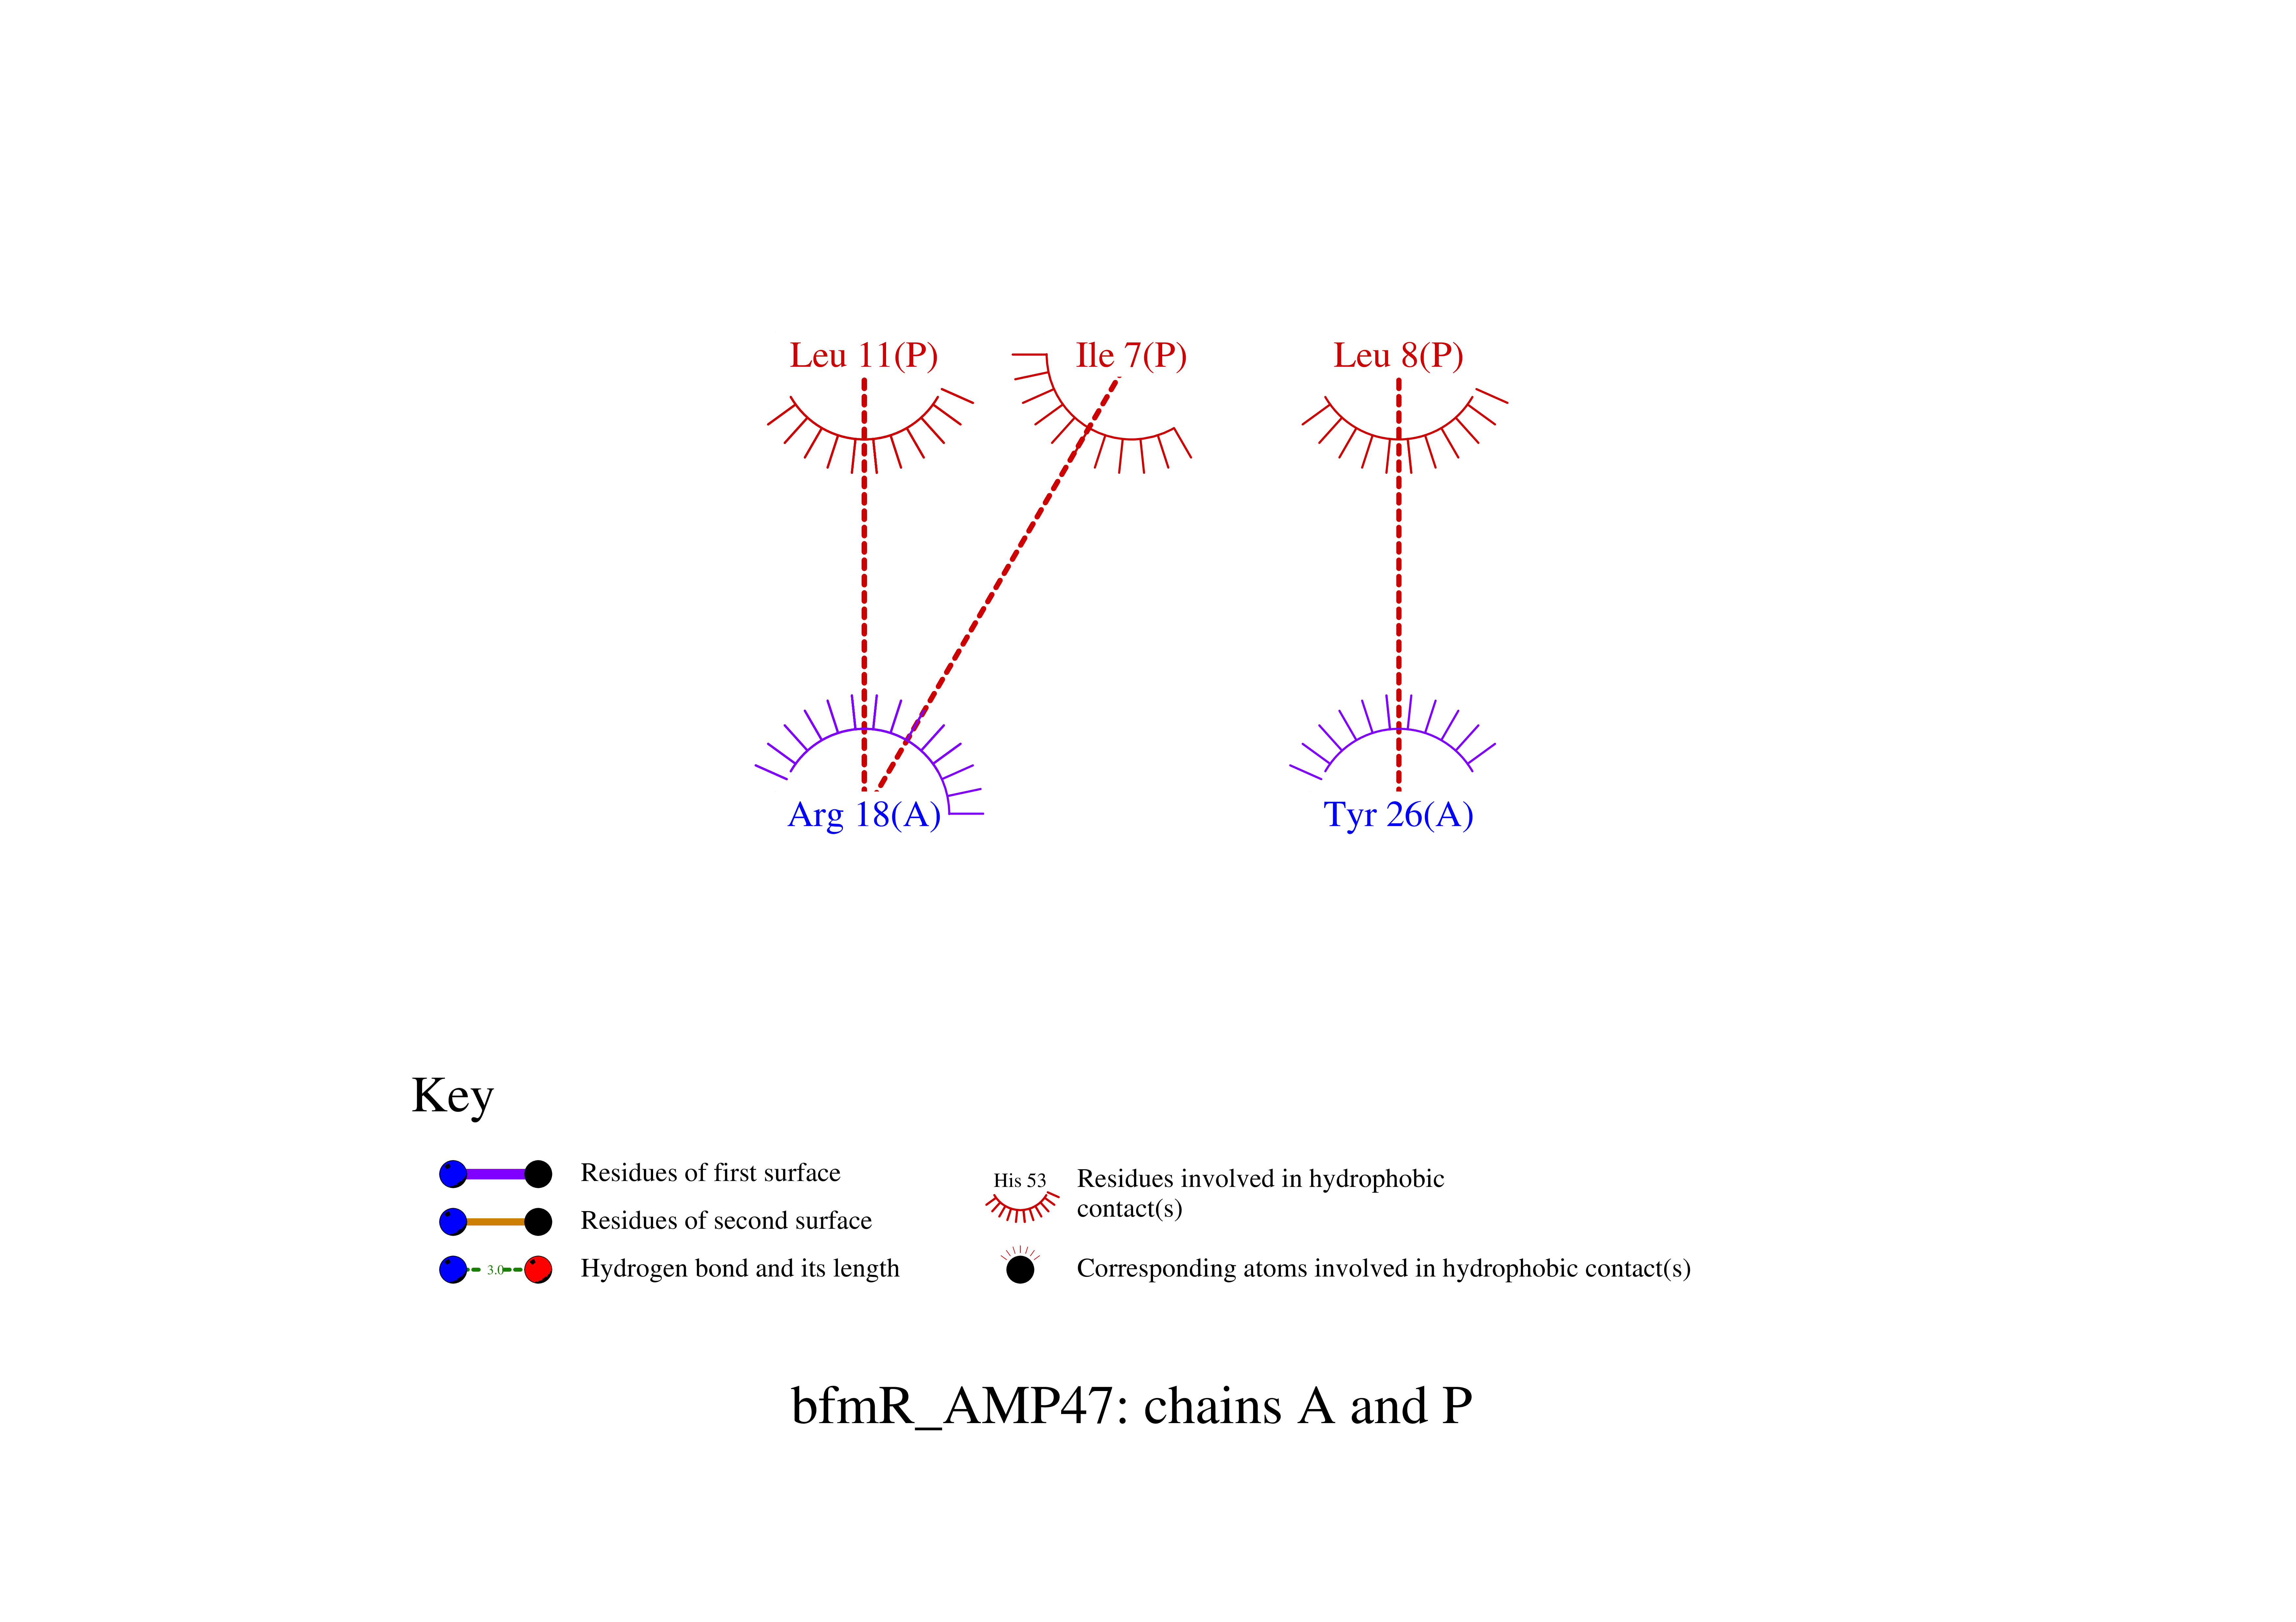 Leu 11(P) Ile 7(P) Leu 8(P)
Arg 18(A) Tyr 26(A)
Key
Residues of first surface
Residues of second surface
3.0 Hydrogen bond and its length
His 53 Residues involved in hydrophobic
contact(s)
Corresponding atoms involved in hydrophobic contact(s)
bfmR_AMP47: chains A and P